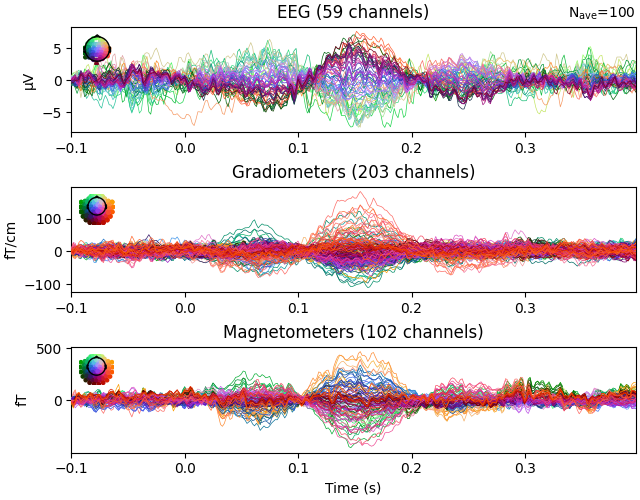 EEG (59 channels)
Nave=100
5
0
−5
µV
−0.1
0.0
0.1
0.2
0.3
Gradiometers (203 channels)
100
0
−100
fT/cm
−0.1
0.0
0.1
0.2
0.3
Magnetometers (102 channels)
500
0
fT
−0.1
0.0
0.1
0.2
0.3
Time (s)